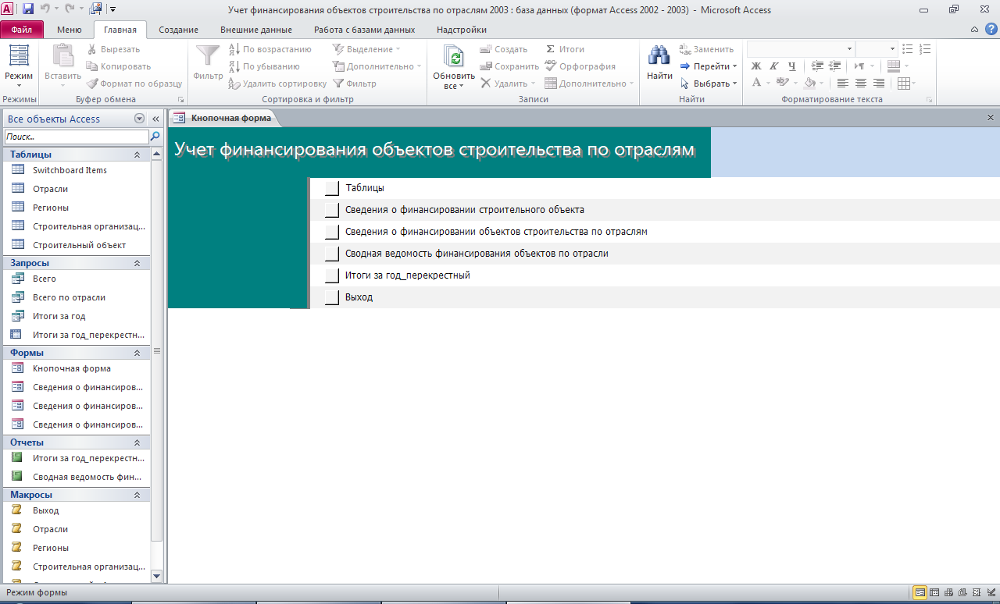 Учет финансирования объектов строительства по отраслям 2003 : база данных (формат Access 2002 - 2003) - Microsoft Access
Файл Меню Главная Создание Внешние данные Работа с базами данных Надстройки
Режим
Режимы
Вставить
Вырезать
Копировать
Формат по образцу
Буфер обмена
Фильтр
По возрастанию
По убыванию
Удалить сортировку
Выделение
Дополнительно
Фильтр
Сортировка и фильтр
Обновить
все
Создать
Сохранить
Удалить
Итоги
Орфография
Дополнительно
Записи
Найти
Заменить
Перейти
Выбрать
Найти
Ж К Ч
А
Форматирование текста
Все объекты Access
Поиск...
Таблицы
Switchboard Items
Отрасли
Регионы
Строительная организац...
Строительный объект
Запросы
Всего
Всего по отрасли
Итоги за год
Итоги за год_перекрестн...
Формы
Кнопочная форма
Сведения о финансиров...
Сведения о финансиров...
Сведения о финансиров...
Отчеты
Итоги за год_перекрестн...
Сводная ведомость фин...
Макросы
Выход
Отрасли
Регионы
Строительная организац...
Кнопочная форма
Учет финансирования объектов строительства по отраслям
Таблицы
Сведения о финансировании строительного объекта
Сведения о финансировании объектов строительства по отраслям
Сводная ведомость финансирования объектов по отрасли
Итоги за год_перекрестный
Выход
Режим формы